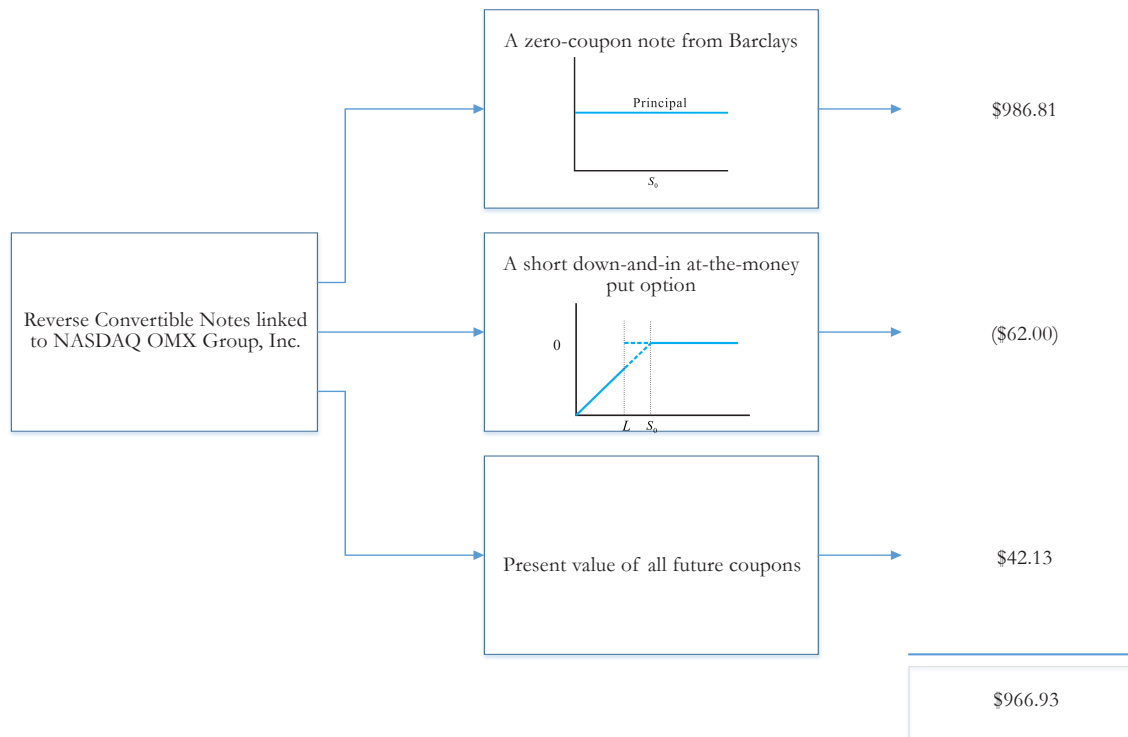 A zero-coupon note from Barclays
Principal
S₀
$986.81
Reverse Convertible Notes linked
to NASDAQ OMX Group, Inc.
A short down-and-in at-the-money
put option
0
L S₀
($62.00)
Present value of all future coupons
$42.13
$966.93